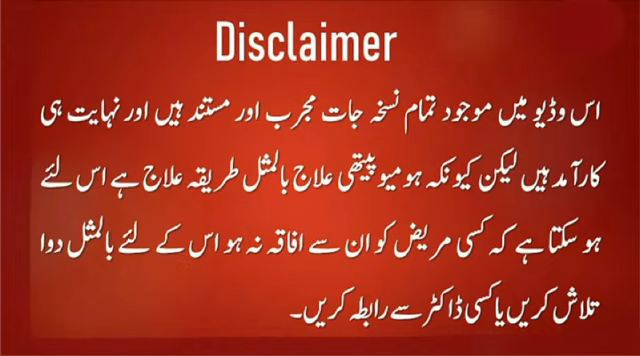 Disclaimer
اس وڈیو میں موجود تمام نسخہ جات مجرب اور مستند ہیں اور نہایت ہی
کارآمد ہیں لیکن کیونکہ ہومیوپیتھی علاج بالمثل طریقہ علاج ہے اس لئے
ہو سکتا ہے کہ کسی مریض کو ان سے افاقہ نہ ہو اس کے لئے بالمثل دوا
تلاش کریں یا کسی ڈاکٹر سے رابطہ کریں۔